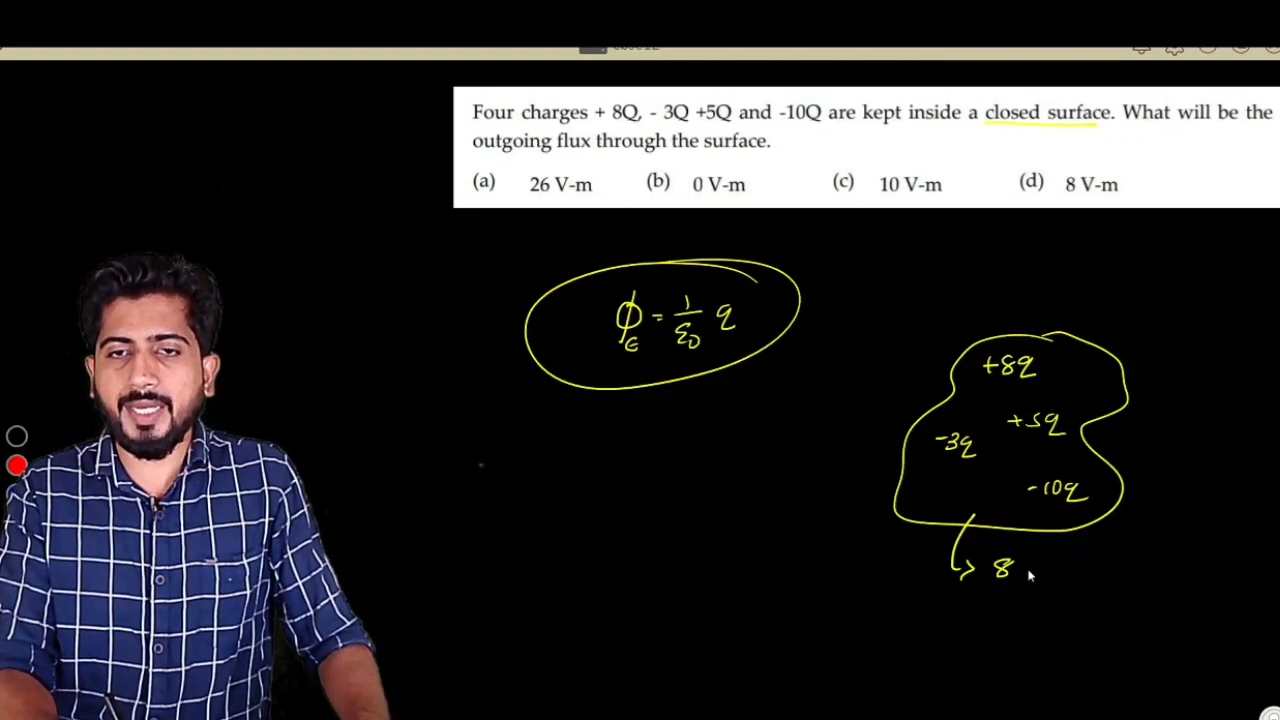 Four charges + 8Q, - 3Q +5Q and -10Q are kept inside a closed surface. What will be the
outgoing flux through the surface.
(a) 26 V-m (b) 0 V-m (c) 10 V-m (d) 8 V-m
ϕ_E = 1/ε0 q
+8q
+5q
-3q
-10q
8